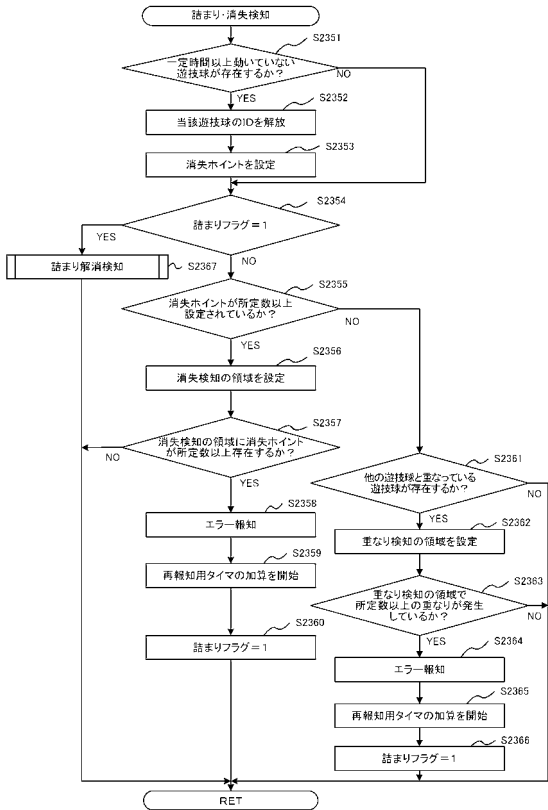 詰まり・消失検知
S2351
一定時間以上動いていない
遊技球が存在するか？
NO
YES
S2352
当該遊技球のIDを解放
S2353
消失ポイントを設定
S2354
詰まりフラグ＝1
YES
NO
詰まり解消検知
S2367
S2355
消失ポイントが所定数以上
設定されているか？
NO
YES
S2356
消失検知の領域を設定
S2357
消失検知の領域に消失ポイント
が所定数以上存在するか？
NO
YES
S2358
エラー報知
S2359
再報知用タイマの加算を開始
S2360
詰まりフラグ＝1
S2361
他の遊技球と重なっている
遊技球が存在するか？
NO
YES
S2362
重なり検知の領域を設定
S2363
重なり検知の領域で
所定数以上の重なりが発生
しているか？
NO
YES
S2364
エラー報知
S2365
再報知用タイマの加算を開始
S2366
詰まりフラグ＝1
RET